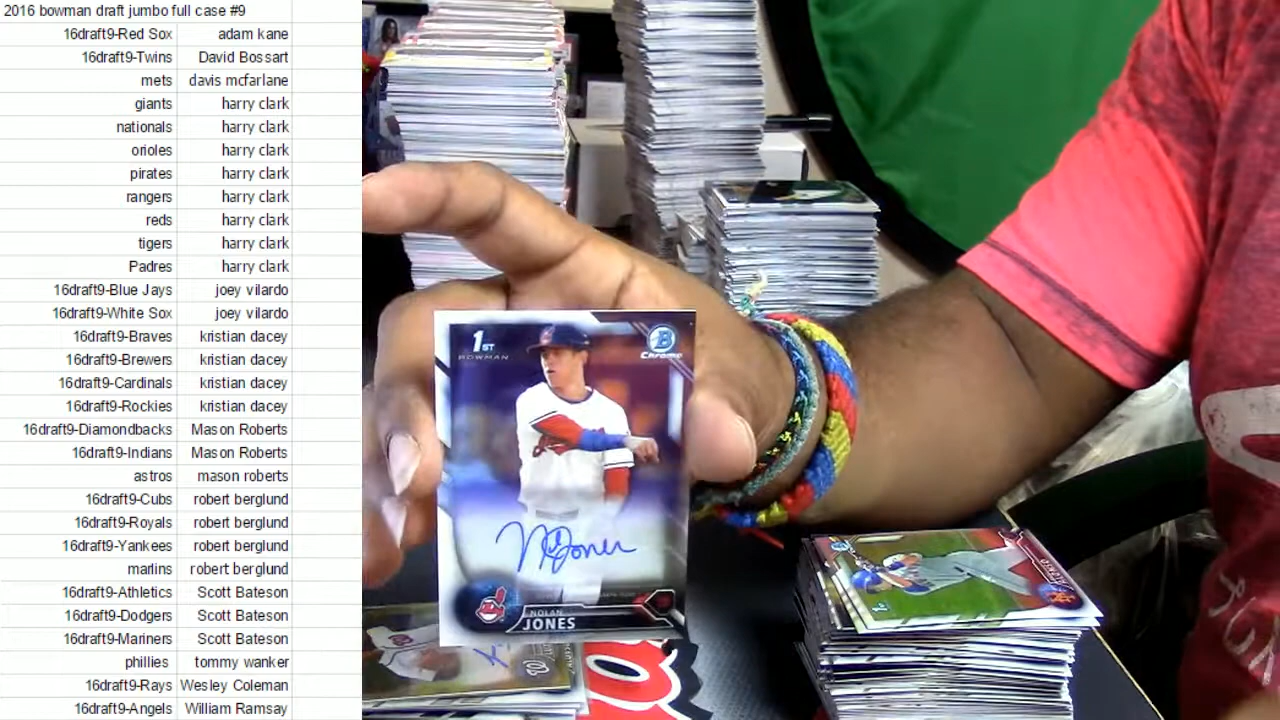 2016 bowman draft jumbo full case #9
16draft9-Red Sox adam kane
16draft9-Twins David Bossart
mets davis mcfarlane
giants harry clark
nationals harry clark
orioles harry clark
pirates harry clark
rangers harry clark
reds harry clark
tigers harry clark
Padres harry clark
16draft9-Blue Jays joey vilardo
16draft9-White Sox joey vilardo
16draft9-Braves kristian dacey
16draft9-Brewers kristian dacey
16draft9-Cardinals kristian dacey
16draft9-Rockies kristian dacey
16draft9-Diamondbacks Mason Roberts
16draft9-Indians Mason Roberts
astros mason roberts
16draft9-Cubs robert berglund
16draft9-Royals robert berglund
16draft9-Yankees robert berglund
marlins robert berglund
16draft9-Athletics Scott Bateson
16draft9-Dodgers Scott Bateson
16draft9-Mariners Scott Bateson
phillies tommy wanker
16draft9-Rays Wesley Coleman
16draft9-Angels William Ramsay
1ST
BOWMAN
B
Chrome
N Jones
NOLAN
JONES